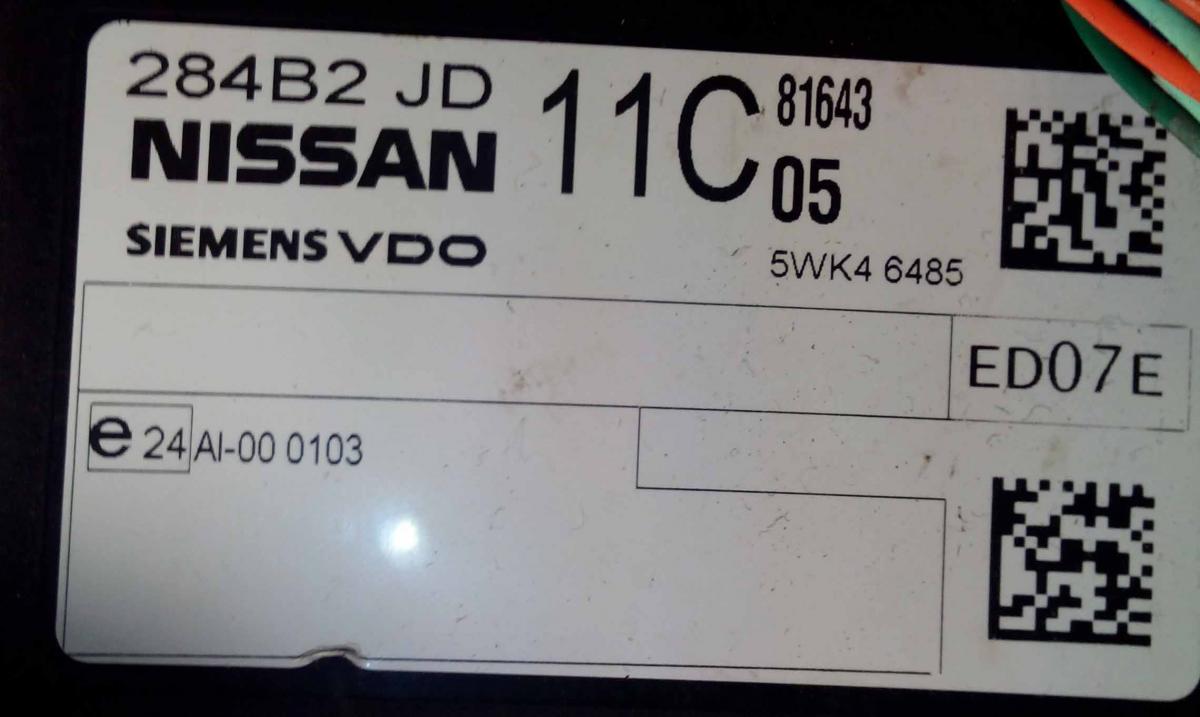 284B2 JD 11C 81643
NISSAN 05
SIEMENS VDO
5WK4 6485
ED07E
e 24 AI-00 0103